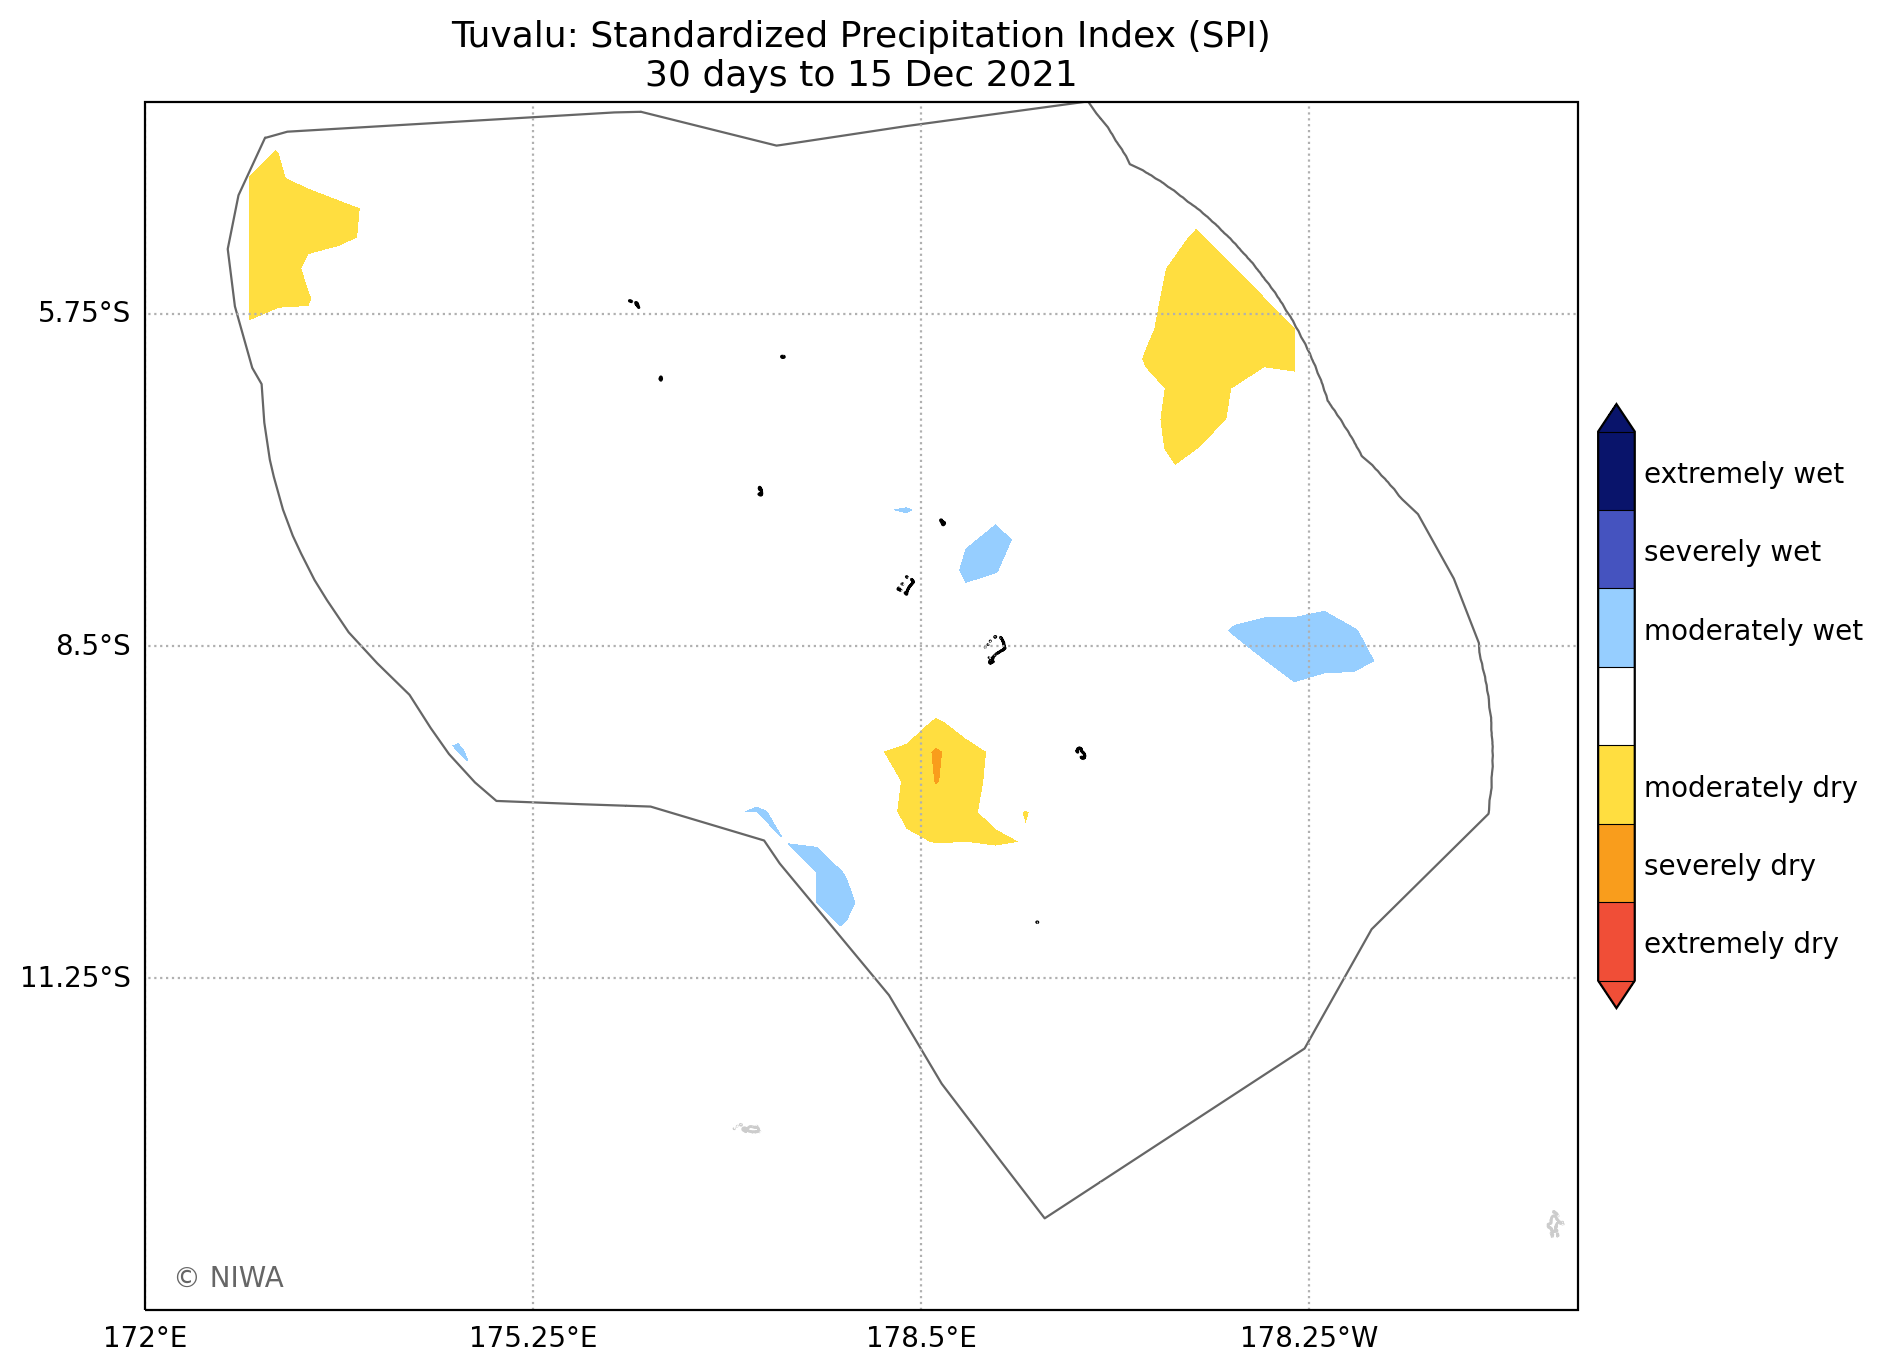 Tuvalu: Standardized Precipitation Index (SPI)
30 days to 15 Dec 2021
5.75°S
8.5°S
11.25°S
172°E
175.25°E
178.5°E
178.25°W
extremely wet
severely wet
moderately wet
moderately dry
severely dry
extremely dry
© NIWA